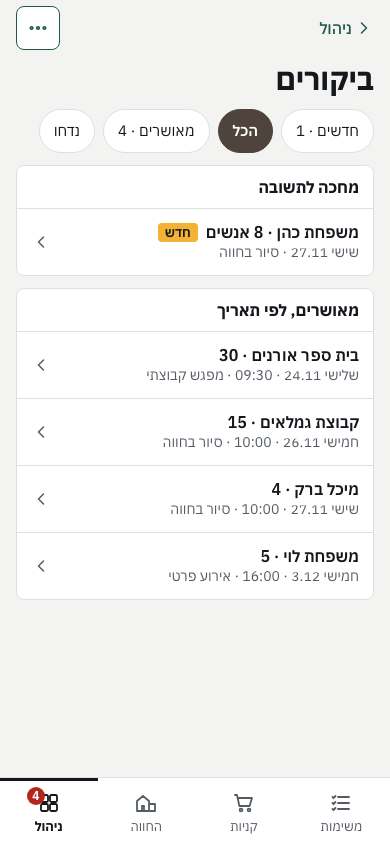 ניהול
ביקורים
חדשים · 1
הכל
מאושרים · 4
נדחו
מחכה לתשובה
משפחת כהן · 8 אנשים חדש
שישי 27.11 · סיור בחווה
מאושרים, לפי תאריך
בית ספר אורנים · 30
שלישי 24.11 · 09:30 · מפגש קבוצתי
קבוצת גמלאים · 15
חמישי 26.11 · 10:00 · סיור בחווה
מיכל ברק · 4
שישי 27.11 · 10:00 · סיור בחווה
משפחת לוי · 5
חמישי 3.12 · 16:00 · אירוע פרטי
משימות
קניות
החווה
4
ניהול